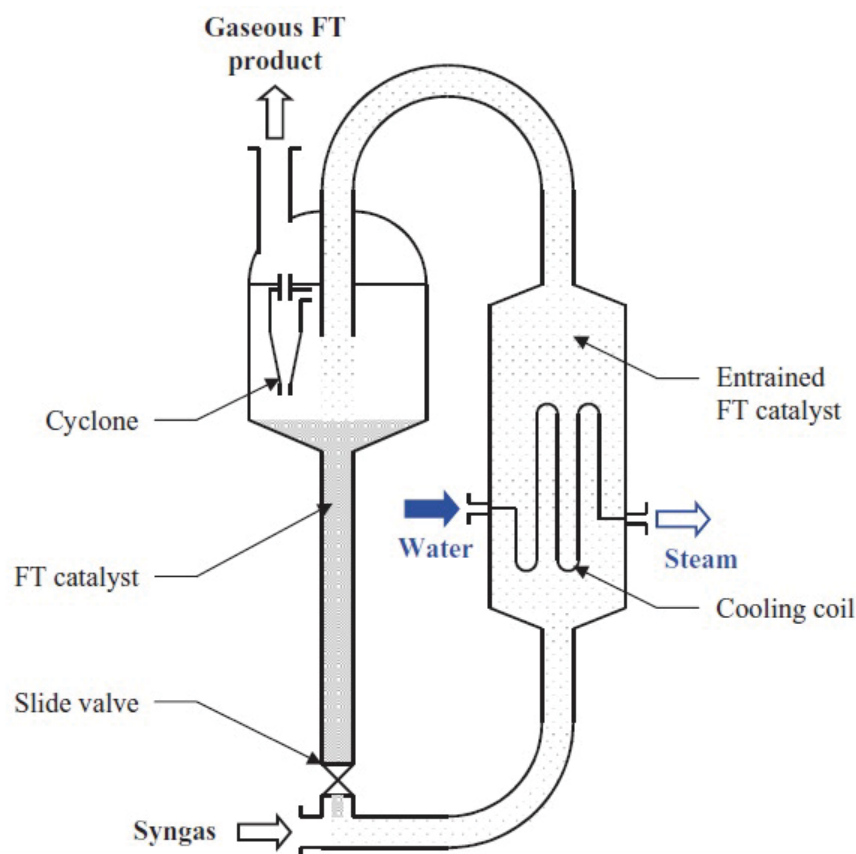 Gaseous FT
product
Cyclone
Entrained
FT catalyst
Water
Steam
FT catalyst
Cooling coil
Slide valve
Syngas